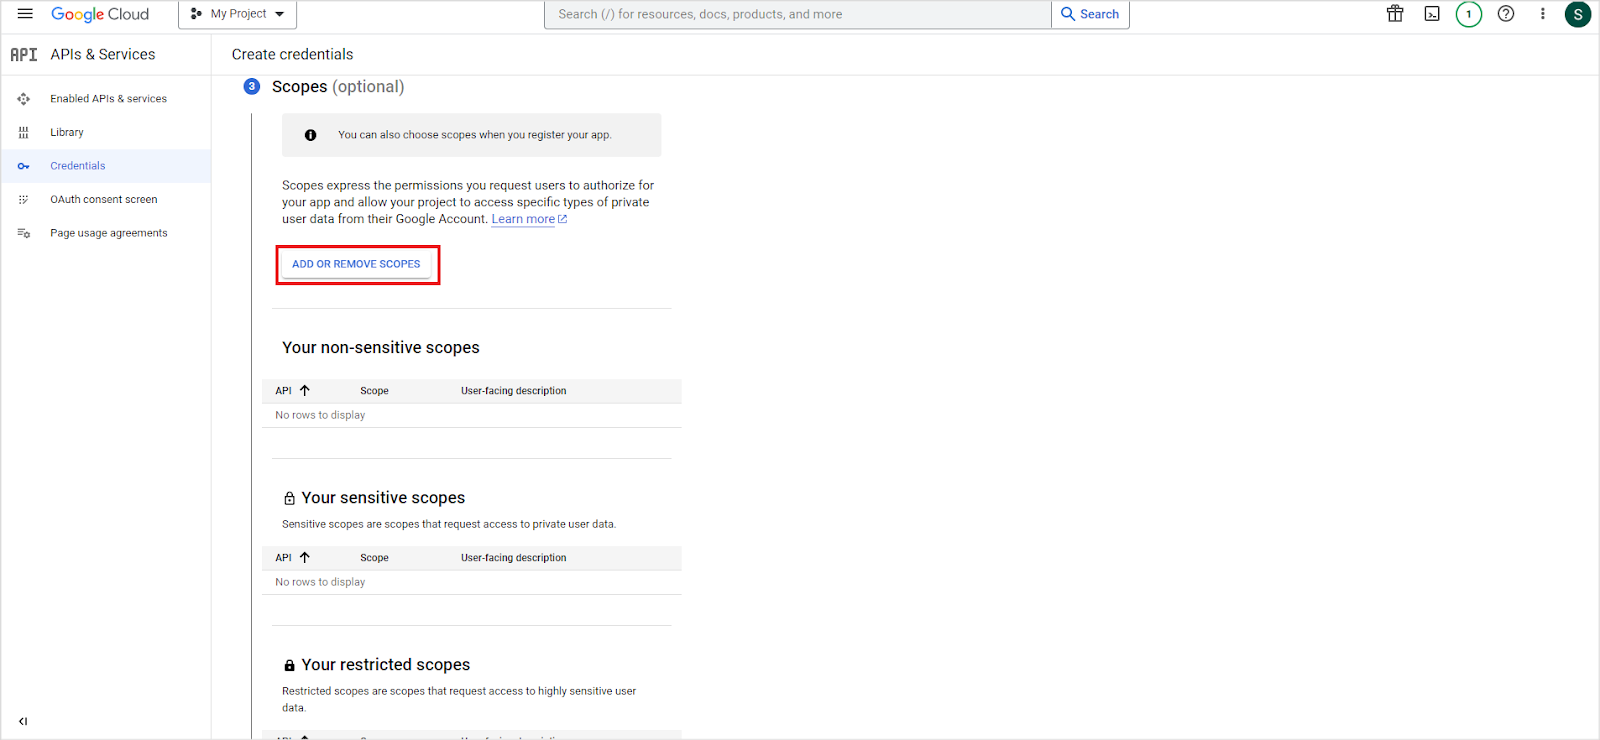 Google Cloud
My Project
Search (/) for resources, docs, products, and more
Search
1
S
API APIs & Services
Create credentials
Enabled APIs & services
Library
Credentials
OAuth consent screen
Page usage agreements
3 Scopes (optional)
You can also choose scopes when you register your app.
Scopes express the permissions you request users to authorize for
your app and allow your project to access specific types of private
user data from their Google Account. Learn more
ADD OR REMOVE SCOPES
Your non-sensitive scopes
API Scope User-facing description
No rows to display
Your sensitive scopes
Sensitive scopes are scopes that request access to private user data.
API Scope User-facing description
No rows to display
Your restricted scopes
Restricted scopes are scopes that request access to highly sensitive user
data.
API Scope User-facing description